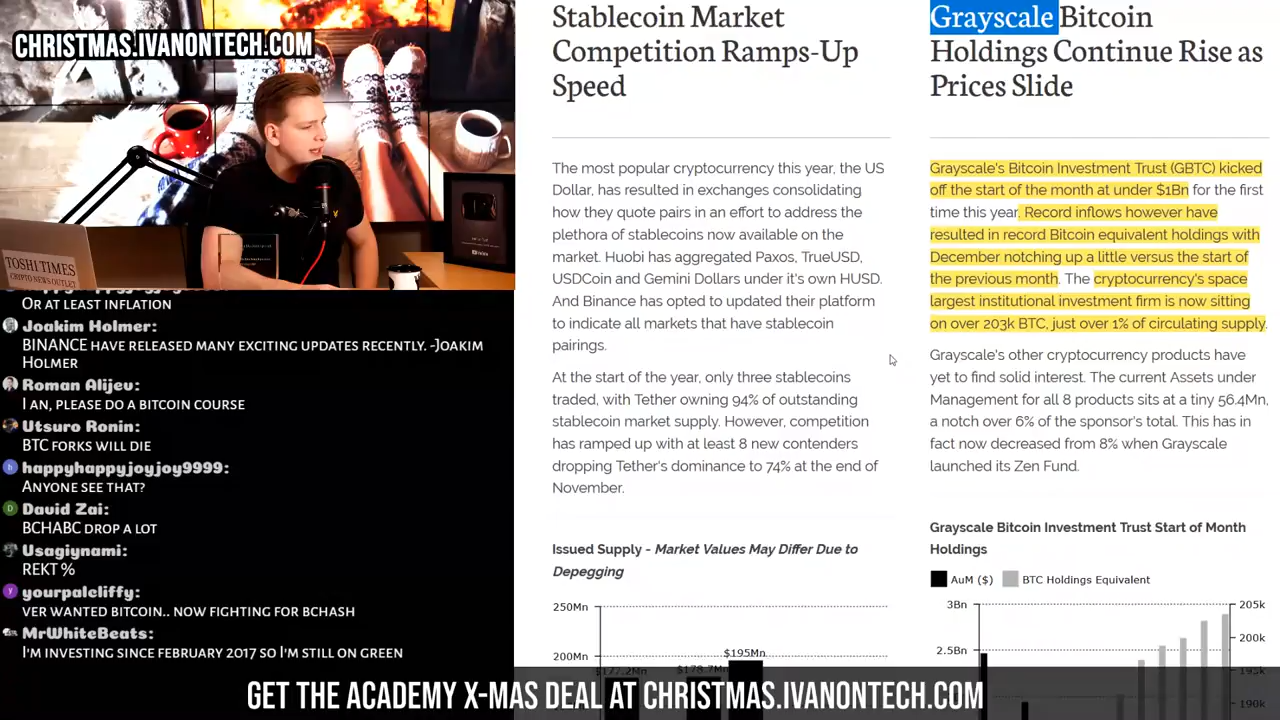 CHRISTMAS.IVANONTECH.COM
TOSHI TIMES
CRYPTO NEWS OUTLET
OR AT LEAST INFLATION
Joakim Holmer:
BINANCE HAVE RELEASED MANY EXCITING UPDATES RECENTLY. -JOAKIM
HOLMER
Roman Alijev:
I AN, PLEASE DO A BITCOIN COURSE
Utsuro Ronin:
BTC FORKS WILL DIE
happyhappyjoyjoy9999:
ANYONE SEE THAT?
David Zai:
BCHABC DROP A LOT
Usagiynami:
REKT %
yourpalcliffy:
VER WANTED BITCOIN.. NOW FIGHTING FOR BCHASH
MrWhiteBeats:
I'M INVESTING SINCE FEBRUARY 2017 SO I'M STILL ON GREEN
Stablecoin Market
Competition Ramps-Up
Speed
The most popular cryptocurrency this year, the US
Dollar, has resulted in exchanges consolidating
how they quote pairs in an effort to address the
plethora of stablecoins now available on the
market. Huobi has aggregated Paxos, TrueUSD,
USDCoin and Gemini Dollars under it's own HUSD.
And Binance has opted to updated their platform
to indicate all markets that have stablecoin
pairings.
At the start of the year, only three stablecoins
traded, with Tether owning 94% of outstanding
stablecoin market supply. However, competition
has ramped up with at least 8 new contenders
dropping Tether's dominance to 74% at the end of
November.
Issued Supply - Market Values May Differ Due to
Depegging
250Mn
200Mn
$177.2Mn
$178.7Mn
$195Mn
Grayscale Bitcoin
Holdings Continue Rise as
Prices Slide
Grayscale's Bitcoin Investment Trust (GBTC) kicked
off the start of the month at under $1Bn for the first
time this year. Record inflows however have
resulted in record Bitcoin equivalent holdings with
December notching up a little versus the start of
the previous month. The cryptocurrency's space
largest institutional investment firm is now sitting
on over 203k BTC, just over 1% of circulating supply.
Grayscale's other cryptocurrency products have
yet to find solid interest. The current Assets under
Management for all 8 products sits at a tiny 56.4Mn,
a notch over 6% of the sponsor's total. This has in
fact now decreased from 8% when Grayscale
launched its Zen Fund.
Grayscale Bitcoin Investment Trust Start of Month
Holdings
AuM ($)
BTC Holdings Equivalent
3Bn
2.5Bn
205k
200k
195k
190k
GET THE ACADEMY X-MAS DEAL AT CHRISTMAS.IVANONTECH.COM